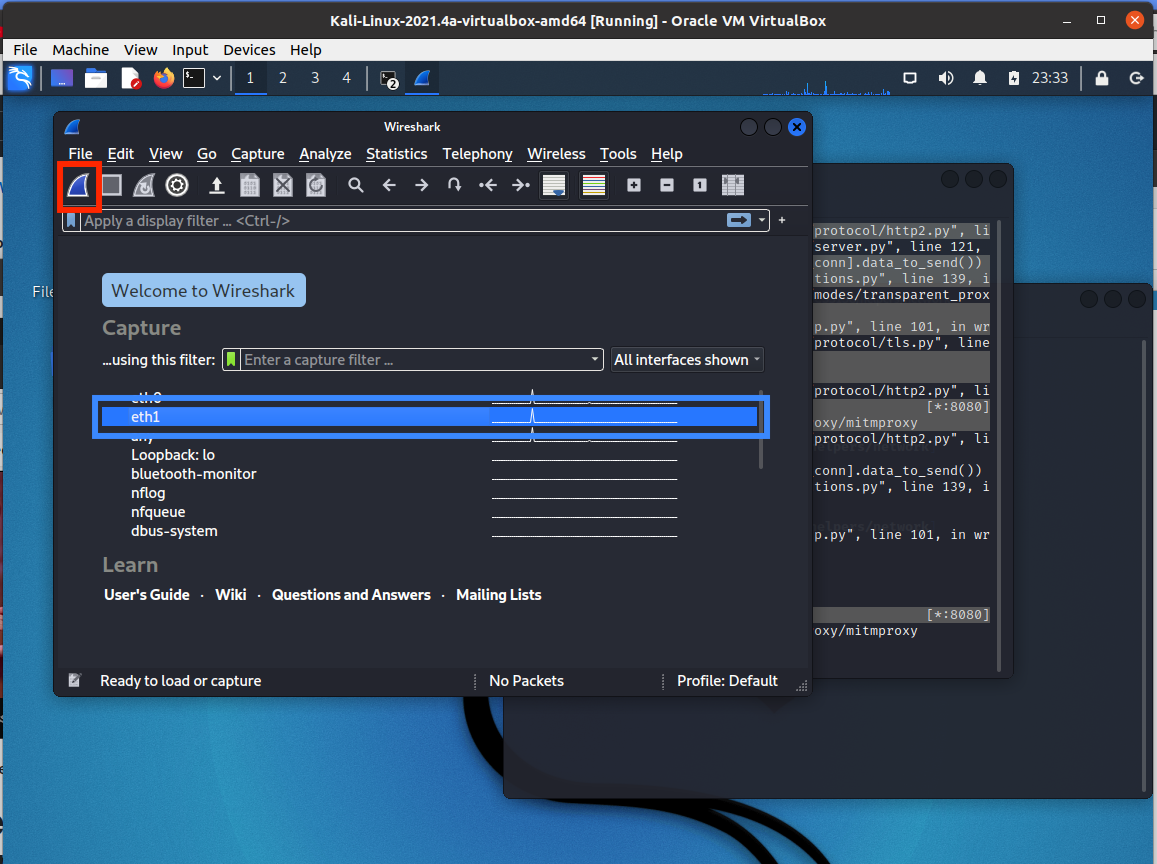 Kali-Linux-2021.4a-virtualbox-amd64 [Running] - Oracle VM VirtualBox
File Machine View Input Devices Help
1 2 3 4 2 23:33
Wireshark
File Edit View Go Capture Analyze Statistics Telephony Wireless Tools Help
1
Apply a display filter ... <Ctrl-/> +
protocol/http2.py", li
server.py", line 121,
conn].data_to_send())
tions.py", line 139, i
modes/transparent_prox
p.py", line 101, in wr
protocol/tls.py", line
protocol/http2.py", li
[*:8080]
oxy/mitmproxy
protocol/http2.py", li
conn].data_to_send())
tions.py", line 139, i
p.py", line 101, in wr
[*:8080]
oxy/mitmproxy
File
Welcome to Wireshark
Capture
...using this filter: Enter a capture filter ... All interfaces shown
eth0
eth1
any
Loopback: lo
bluetooth-monitor
nflog
nfqueue
dbus-system
Learn
User's Guide · Wiki · Questions and Answers · Mailing Lists
Ready to load or capture No Packets Profile: Default